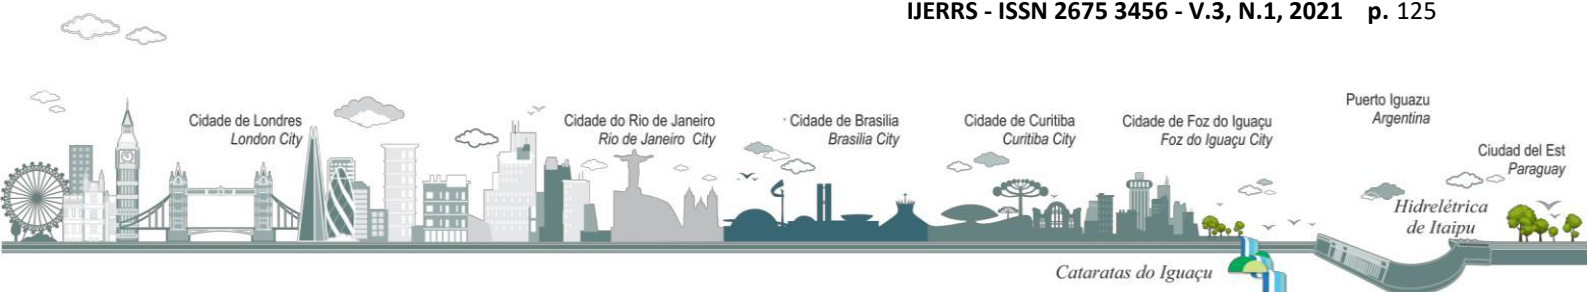 IJERRS - ISSN 2675 3456 - V.3, N.1, 2021 p. 125
Cidade de Londres
London City
Cidade do Rio de Janeiro
Rio de Janeiro City
Cidade de Brasilia
Brasilia City
Cidade de Curitiba
Curitiba City
Cidade de Foz do Iguaçu
Foz do Iguaçu City
Puerto Iguazu
Argentina
Ciudad del Est
Paraguay
Hidrelétrica
de Itaipu
Cataratas do Iguaçu